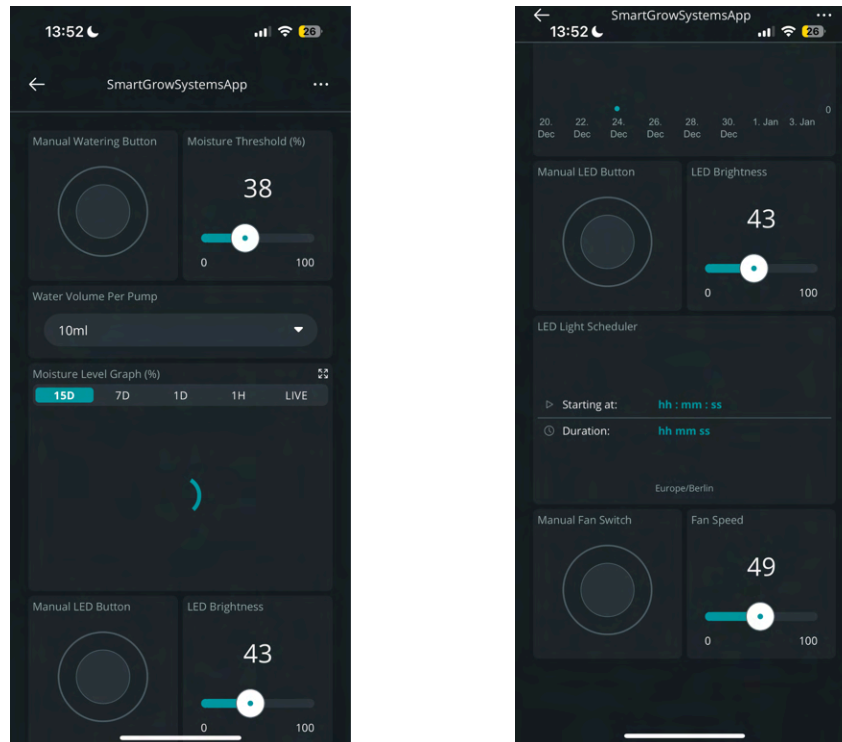 13:52
26
SmartGrowSystemsApp
Manual Watering Button
Moisture Threshold (%)
38
0 100
Water Volume Per Pump
10ml
Moisture Level Graph (%)
15D 7D 1D 1H LIVE
Manual LED Button
LED Brightness
43
0 100
SmartGrowSystemsApp
13:52
26
0
20. Dec
22. Dec
24. Dec
26. Dec
28. Dec
30. Dec
1. Jan
3. Jan
Manual LED Button
LED Brightness
43
0 100
LED Light Scheduler
Starting at: hh : mm : ss
Duration: hh mm ss
Europe/Berlin
Manual Fan Switch
Fan Speed
49
0 100